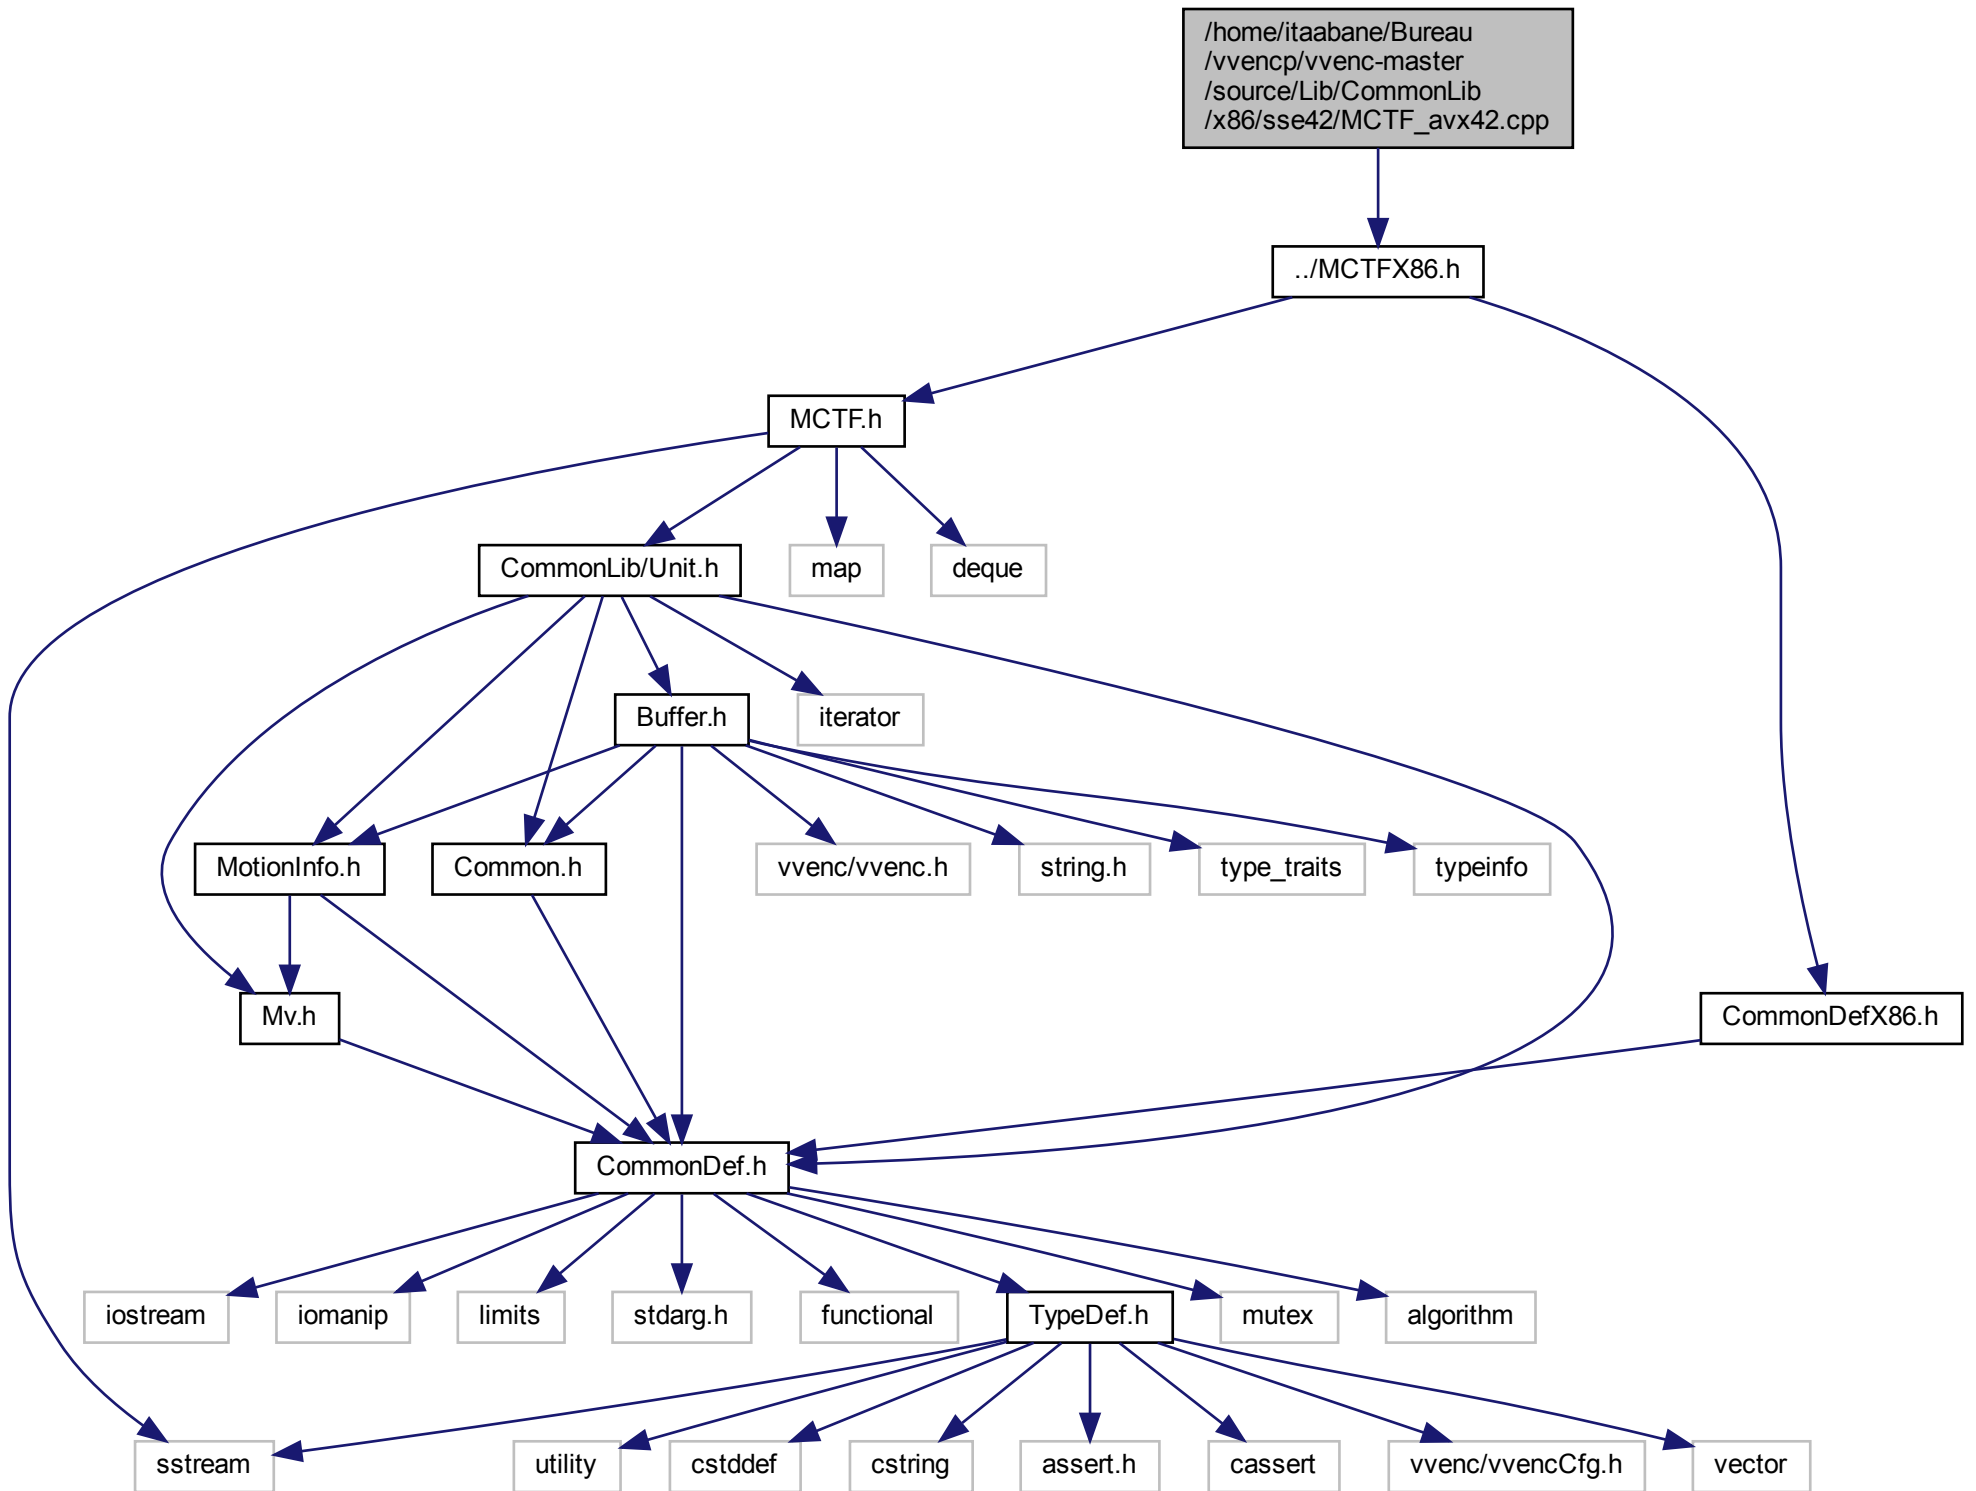 /home/itaabane/Bureau
/vvencp/vvenc-master
/source/Lib/CommonLib
/x86/sse42/MCTF_avx42.cpp
../MCTFX86.h
MCTF.h
CommonLib/Unit.h
map
deque
Buffer.h
iterator
MotionInfo.h
Common.h
vvenc/vvenc.h
string.h
type_traits
typeinfo
Mv.h
CommonDefX86.h
CommonDef.h
iostream
iomanip
limits
stdarg.h
functional
TypeDef.h
mutex
algorithm
sstream
utility
cstddef
cstring
assert.h
cassert
vvenc/vvencCfg.h
vector